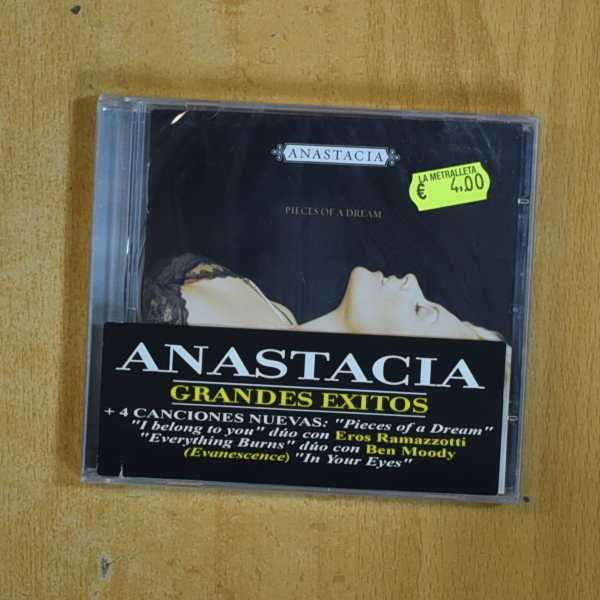 ANASTACIA
LA METRALLETA
€ 4,00
PIECES OF A DREAM
ANASTACIA
GRANDES EXITOS
+ 4 CANCIONES NUEVAS: "Pieces of a Dream"
"I belong to you" dúo con Eros Ramazzotti
"Everything Burns" dúo con Ben Moody
(Evanescence) "In Your Eyes"